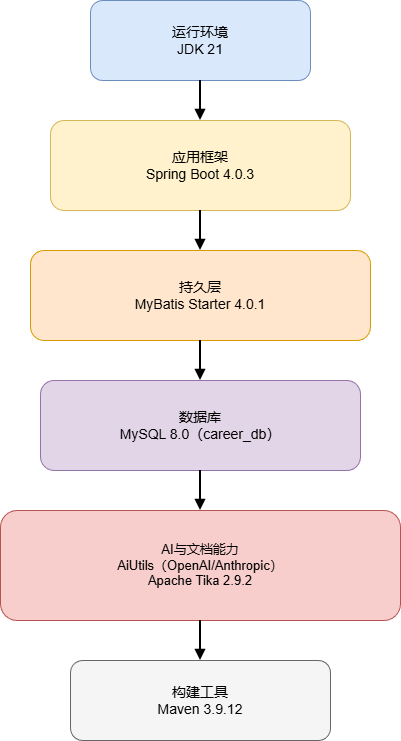 运行环境
JDK 21
应用框架
Spring Boot 4.0.3
持久层
MyBatis Starter 4.0.1
数据库
MySQL 8.0（career_db）
AI与文档能力
AiUtils（OpenAI/Anthropic）
Apache Tika 2.9.2
构建工具
Maven 3.9.12